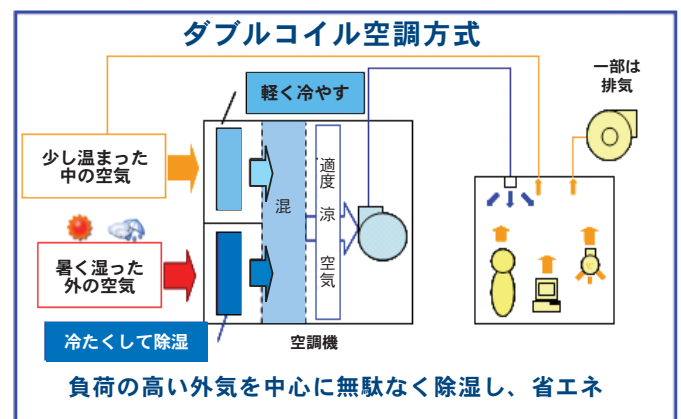 ダブルコイル空調方式
軽く冷やす
一部は
排気
少し温まった
中の空気
混
適度
涼
空気
暑く湿った
外の空気
冷たくして除湿
空調機
負荷の高い外気を中心に無駄なく除湿し、省エネ